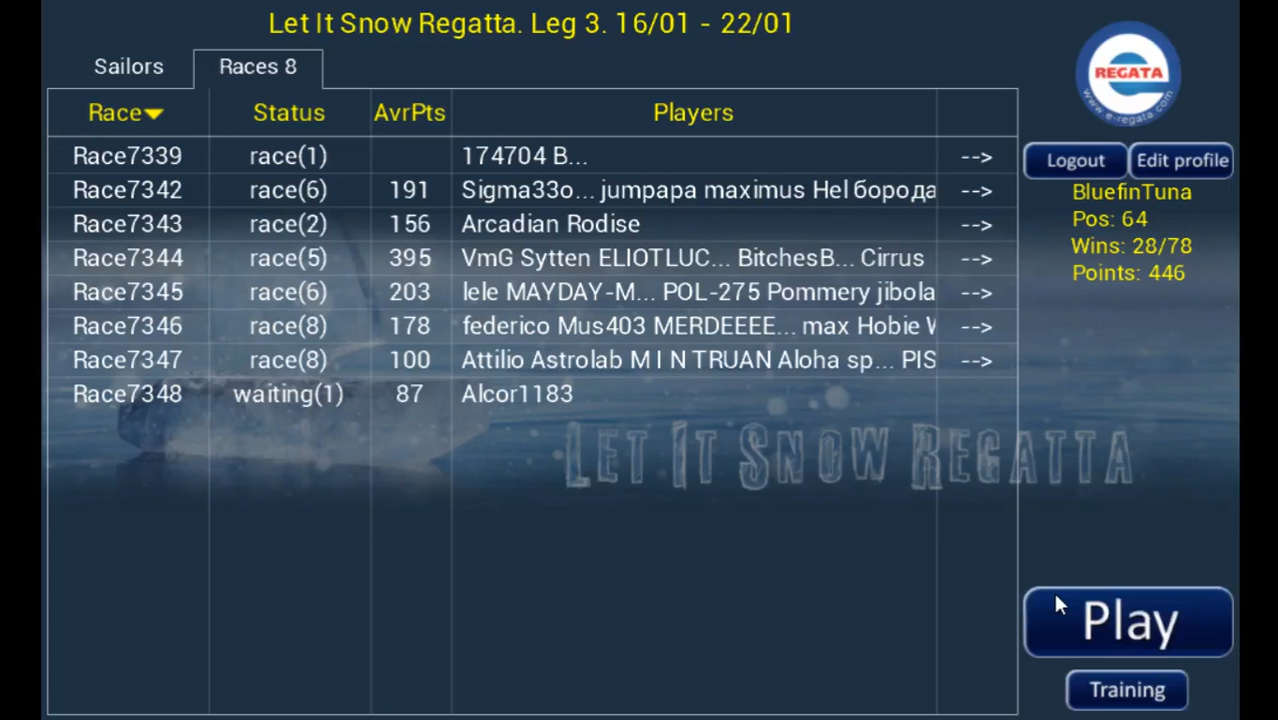 Let It Snow Regatta. Leg 3. 16/01 - 22/01
Sailors Races 8
Race Status AvrPts Players
Race7339 race(1) 174704 B... -->
Race7342 race(6) 191 Sigma33o... jumpapa maximus Hel борода -->
Race7343 race(2) 156 Arcadian Rodise -->
Race7344 race(5) 395 VmG Sytten ELIOTLUC... BitchesB... Cirrus -->
Race7345 race(6) 203 lele MAYDAY-M... POL-275 Pommery jibola -->
Race7346 race(8) 178 federico Mus403 MERDEEEE... max Hobie W -->
Race7347 race(8) 100 Attilio Astrolab M I N TRUAN Aloha sp... PIS -->
Race7348 waiting(1) 87 Alcor1183
LET IT SNOW REGATTA
REGATA
www.e-regata.com
Logout Edit profile
BluefinTuna
Pos: 64
Wins: 28/78
Points: 446
Play
Training